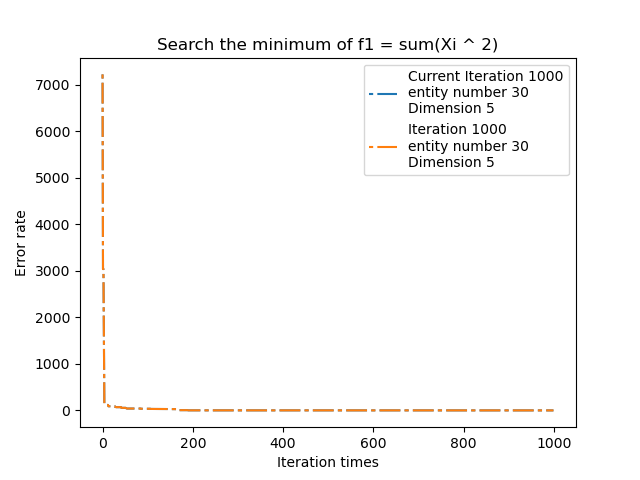 Search the minimum of f1 = sum(Xi ^ 2)
Current Iteration 1000
entity number 30
Dimension 5
Iteration 1000
entity number 30
Dimension 5
Error rate
7000
6000
5000
4000
3000
2000
1000
0
0 200 400 600 800 1000
Iteration times